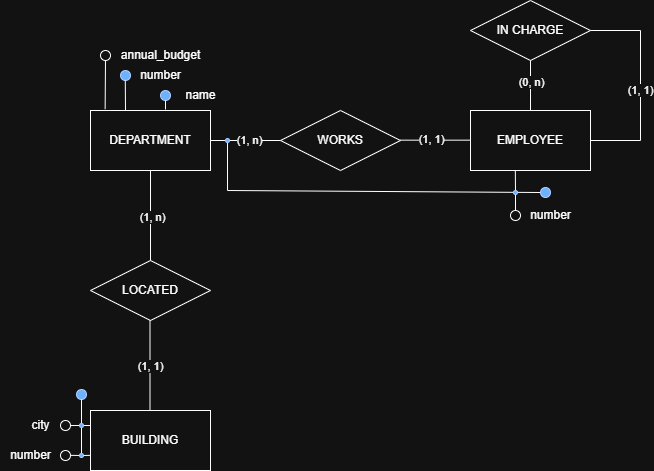 IN CHARGE
annual_budget
number
name
(0, n)
(1, 1)
DEPARTMENT
(1, n)
WORKS
(1, 1)
EMPLOYEE
number
(1, n)
LOCATED
(1, 1)
city
BUILDING
number